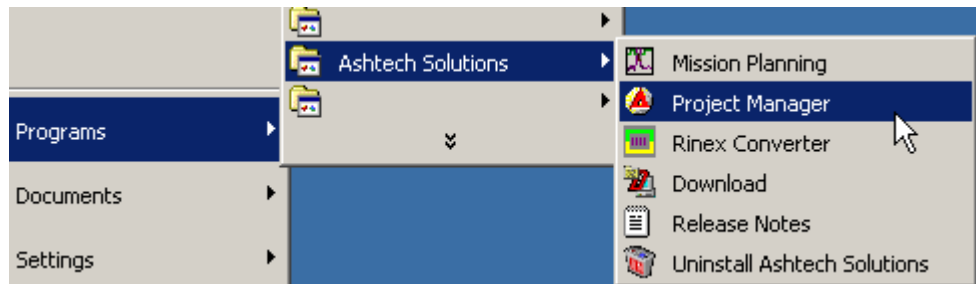 Programs
Documents
Settings
Ashtech Solutions
Mission Planning
Project Manager
Rinex Converter
Download
Release Notes
Uninstall Ashtech Solutions